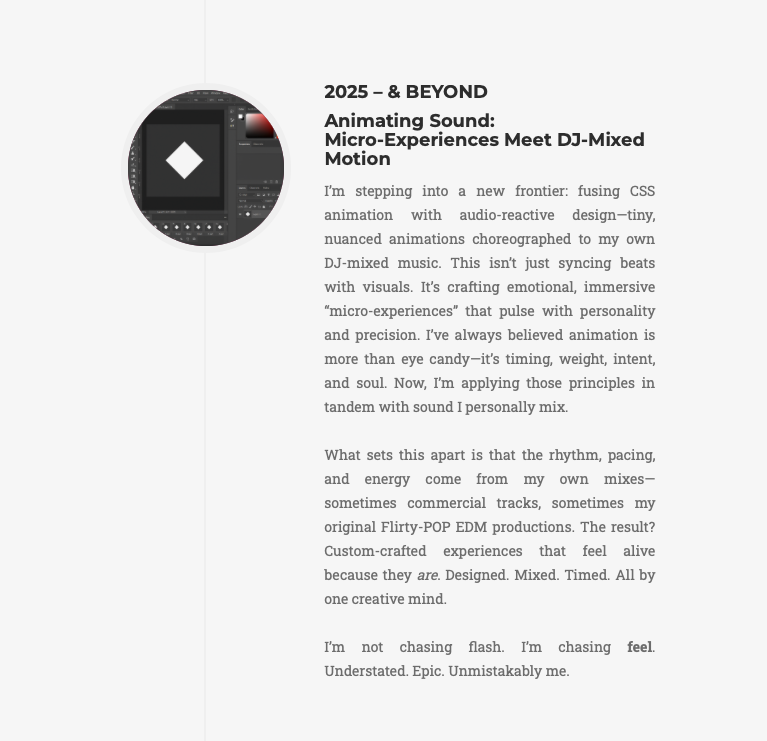 2025 – & BEYOND
Animating Sound:
Micro-Experiences Meet DJ-Mixed
Motion
I’m stepping into a new frontier: fusing CSS
animation with audio-reactive design—tiny,
nuanced animations choreographed to my own
DJ-mixed music. This isn’t just syncing beats
with visuals. It’s crafting emotional, immersive
“micro-experiences” that pulse with personality
and precision. I’ve always believed animation is
more than eye candy—it’s timing, weight, intent,
and soul. Now, I’m applying those principles in
tandem with sound I personally mix.
What sets this apart is that the rhythm, pacing,
and energy come from my own mixes—
sometimes commercial tracks, sometimes my
original Flirty-POP EDM productions. The result?
Custom-crafted experiences that feel alive
because they are. Designed. Mixed. Timed. All by
one creative mind.
I’m not chasing flash. I’m chasing feel.
Understated. Epic. Unmistakably me.